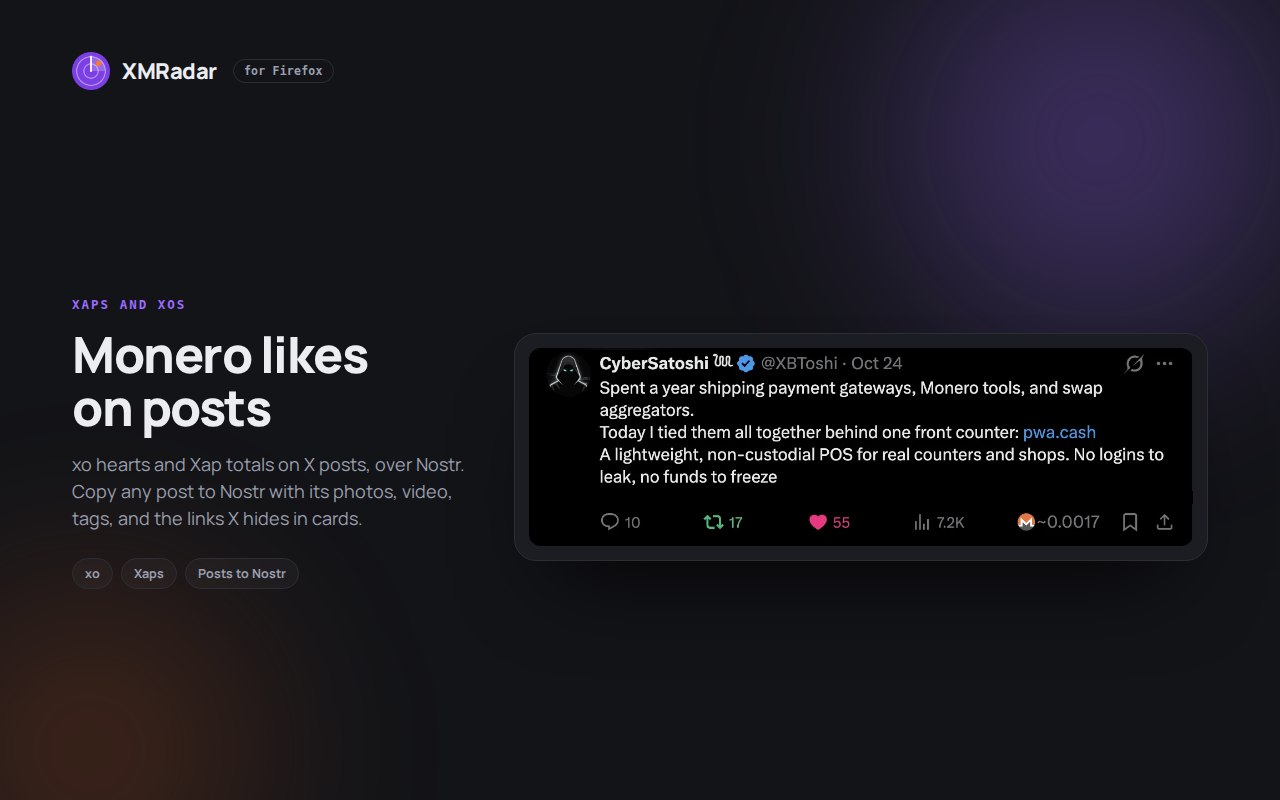 XMRadar for Firefox
XAPS AND XOS
Monero likes
on posts
xo hearts and Xap totals on X posts, over Nostr.
Copy any post to Nostr with its photos, video,
tags, and the links X hides in cards.
xo Xaps Posts to Nostr
CyberSatoshi @XBToshi · Oct 24
Spent a year shipping payment gateways, Monero tools, and swap
aggregators.
Today I tied them all together behind one front counter: pwa.cash
A lightweight, non-custodial POS for real counters and shops. No logins to
leak, no funds to freeze
10 17 55 7.2K ~0.0017